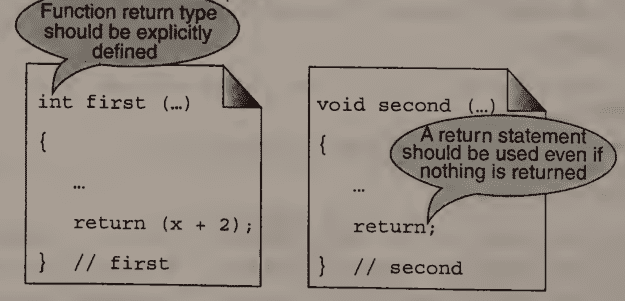 Function return type
should be explicitly
defined
int first (…)
{
…
return (x + 2);
} // first
void second (…)
{
A return statement
should be used even if
nothing is returned
…
return;
} // second